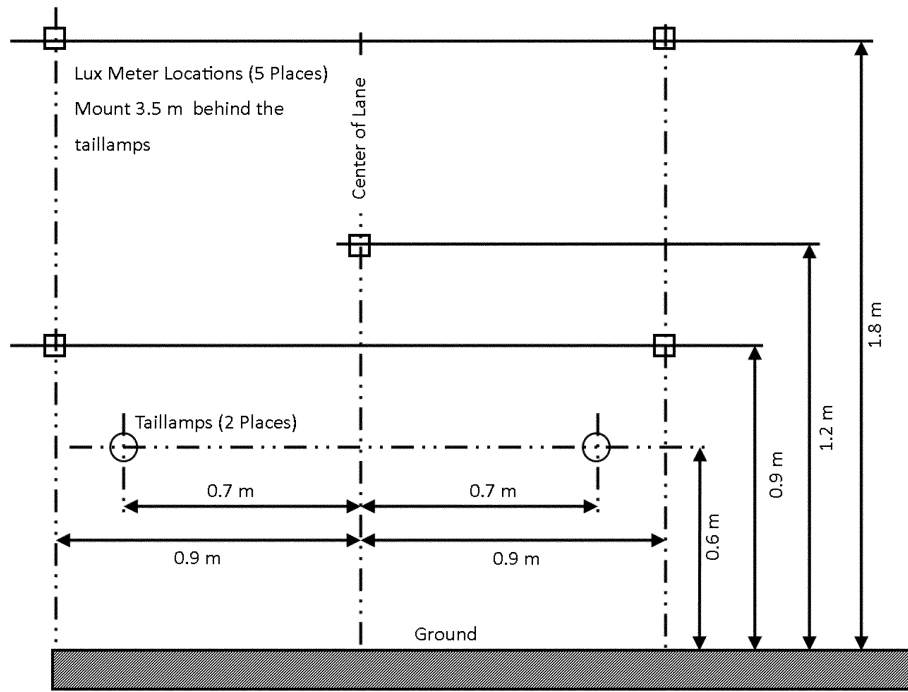 Lux Meter Locations (5 Places)
Mount 3.5 m behind the
taillamps
Center of Lane
1.8 m
1.2 m
0.9 m
Taillamps (2 Places)
0.7 m
0.7 m
0.6 m
0.9 m
0.9 m
Ground